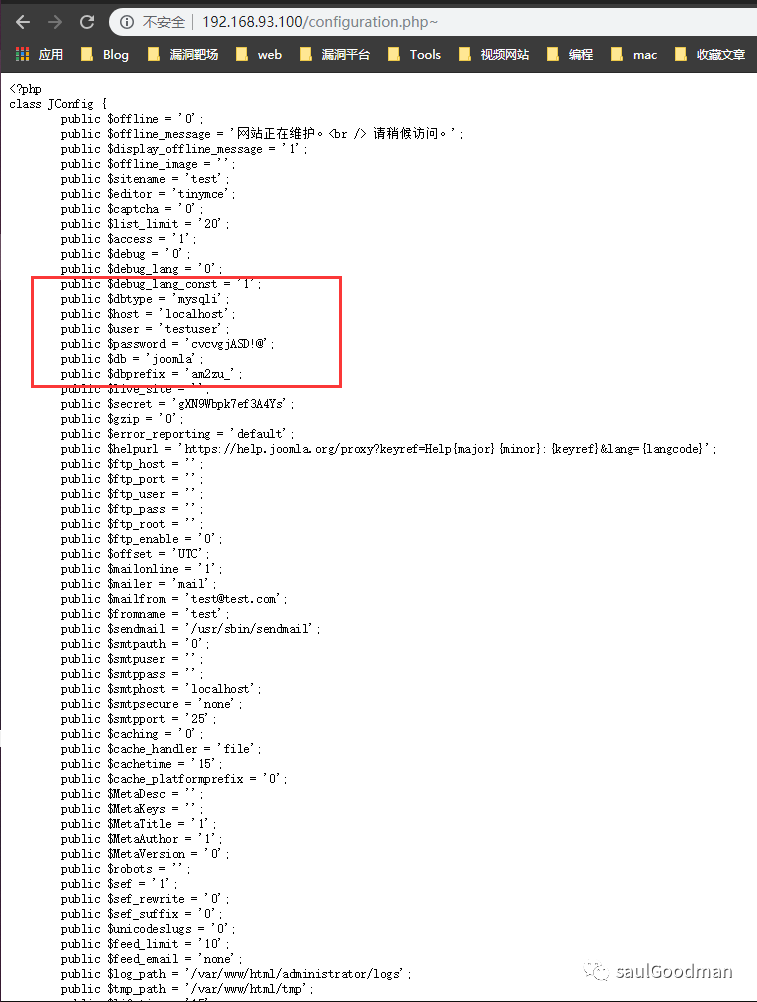 不安全 | 192.168.93.100/configuration.php~
应用 Blog 漏洞靶场 web 漏洞平台 Tools 视频网站 编程 mac 收藏文章
<?php
class JConfig {
public $offline = '0';
public $offline_message = '网站正在维护。<br /> 请稍候访问。';
public $display_offline_message = '1';
public $offline_image = '';
public $sitename = 'test';
public $editor = 'tinymce';
public $captcha = '0';
public $list_limit = '20';
public $access = '1';
public $debug = '0';
public $debug_lang = '0';
public $debug_lang_const = '1';
public $dbtype = 'mysqli';
public $host = 'localhost';
public $user = 'testuser';
public $password = 'cvcvgjASD!@';
public $db = 'joomla';
public $dbprefix = 'am2zu_';
public $live_site = '';
public $secret = 'gXN9Wbpk7ef3A4Ys';
public $gzip = '0';
public $error_reporting = 'default';
public $helpurl = 'https://help.joomla.org/proxy?keyref=Help{major}{minor}:{keyref}&lang={langcode}';
public $ftp_host = '';
public $ftp_port = '';
public $ftp_user = '';
public $ftp_pass = '';
public $ftp_root = '';
public $ftp_enable = '0';
public $offset = 'UTC';
public $mailonline = '1';
public $mailer = 'mail';
public $mailfrom = 'test@test.com';
public $fromname = 'test';
public $sendmail = '/usr/sbin/sendmail';
public $smtpauth = '0';
public $smtpuser = '';
public $smtppass = '';
public $smtphost = 'localhost';
public $smtpsecure = 'none';
public $smtpport = '25';
public $caching = '0';
public $cache_handler = 'file';
public $cachetime = '15';
public $cache_platformprefix = '0';
public $MetaDesc = '';
public $MetaKeys = '';
public $MetaTitle = '1';
public $MetaAuthor = '1';
public $MetaVersion = '0';
public $robots = '';
public $sef = '1';
public $sef_rewrite = '0';
public $sef_suffix = '0';
public $unicodeslugs = '0';
public $feed_limit = '10';
public $feed_email = 'none';
public $log_path = '/var/www/html/administrator/logs';
public $tmp_path = '/var/www/html/tmp';
saulGoodman